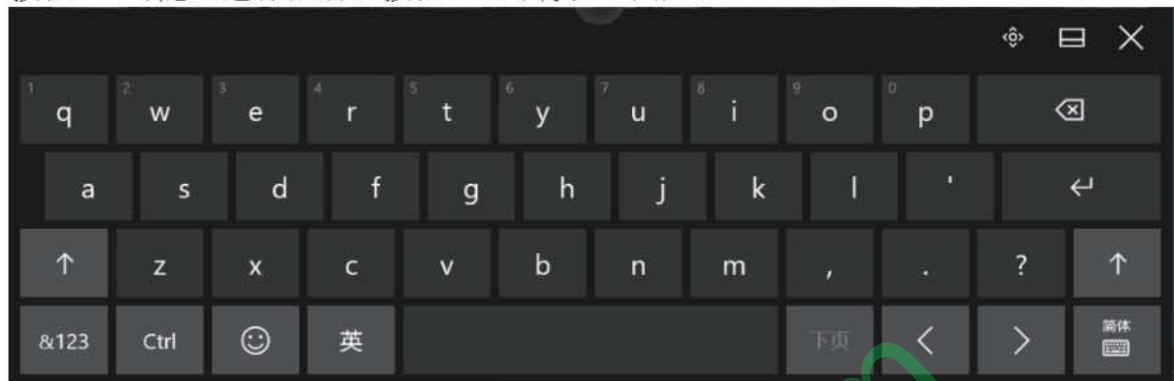 1 q 2 w 3 e 4 r 5 t 6 y 7 u 8 i 9 o 0 p
a s d f g h j k l '
z x c v b n m , . ?
&123 Ctrl 英 下页 简体